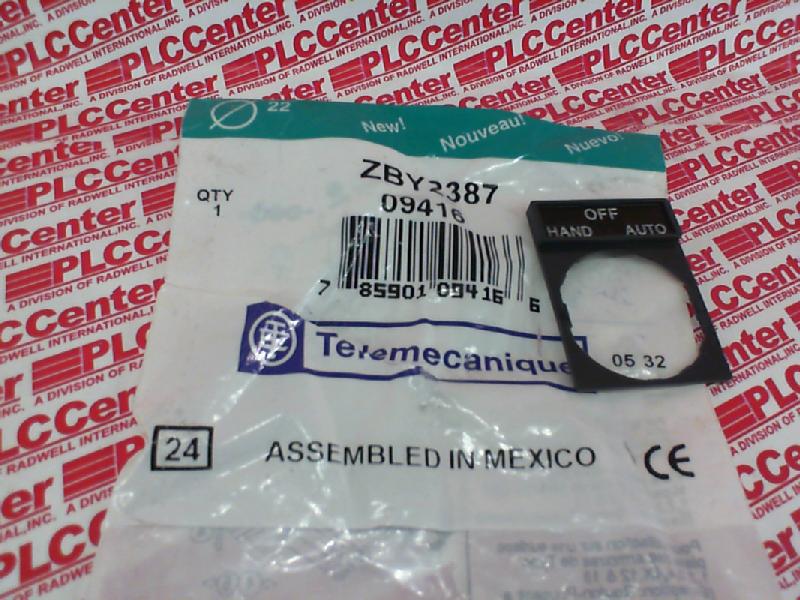 PLCCenter
A DIVISION OF RADWELL INTERNATIONAL, INC.
22
New!
Nouveau!
Nuevo!
QTY
1
ZBY2387
09416
7 85901 09416 6
TE
Telemecanique
OFF
HAND AUTO
05 32
24
ASSEMBLED IN MEXICO
CE